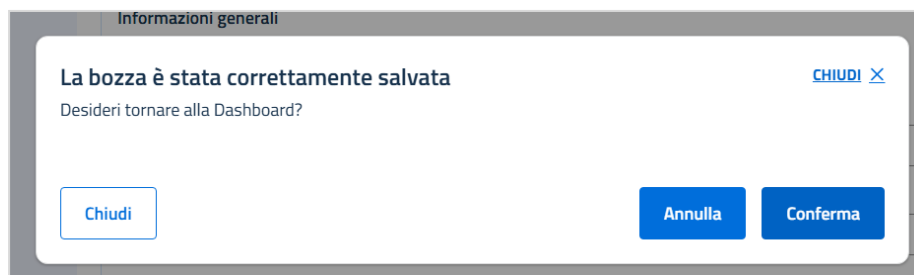 Informazioni generali
La bozza è stata correttamente salvata
CHIUDI
Desideri tornare alla Dashboard?
Chiudi
Annulla
Conferma